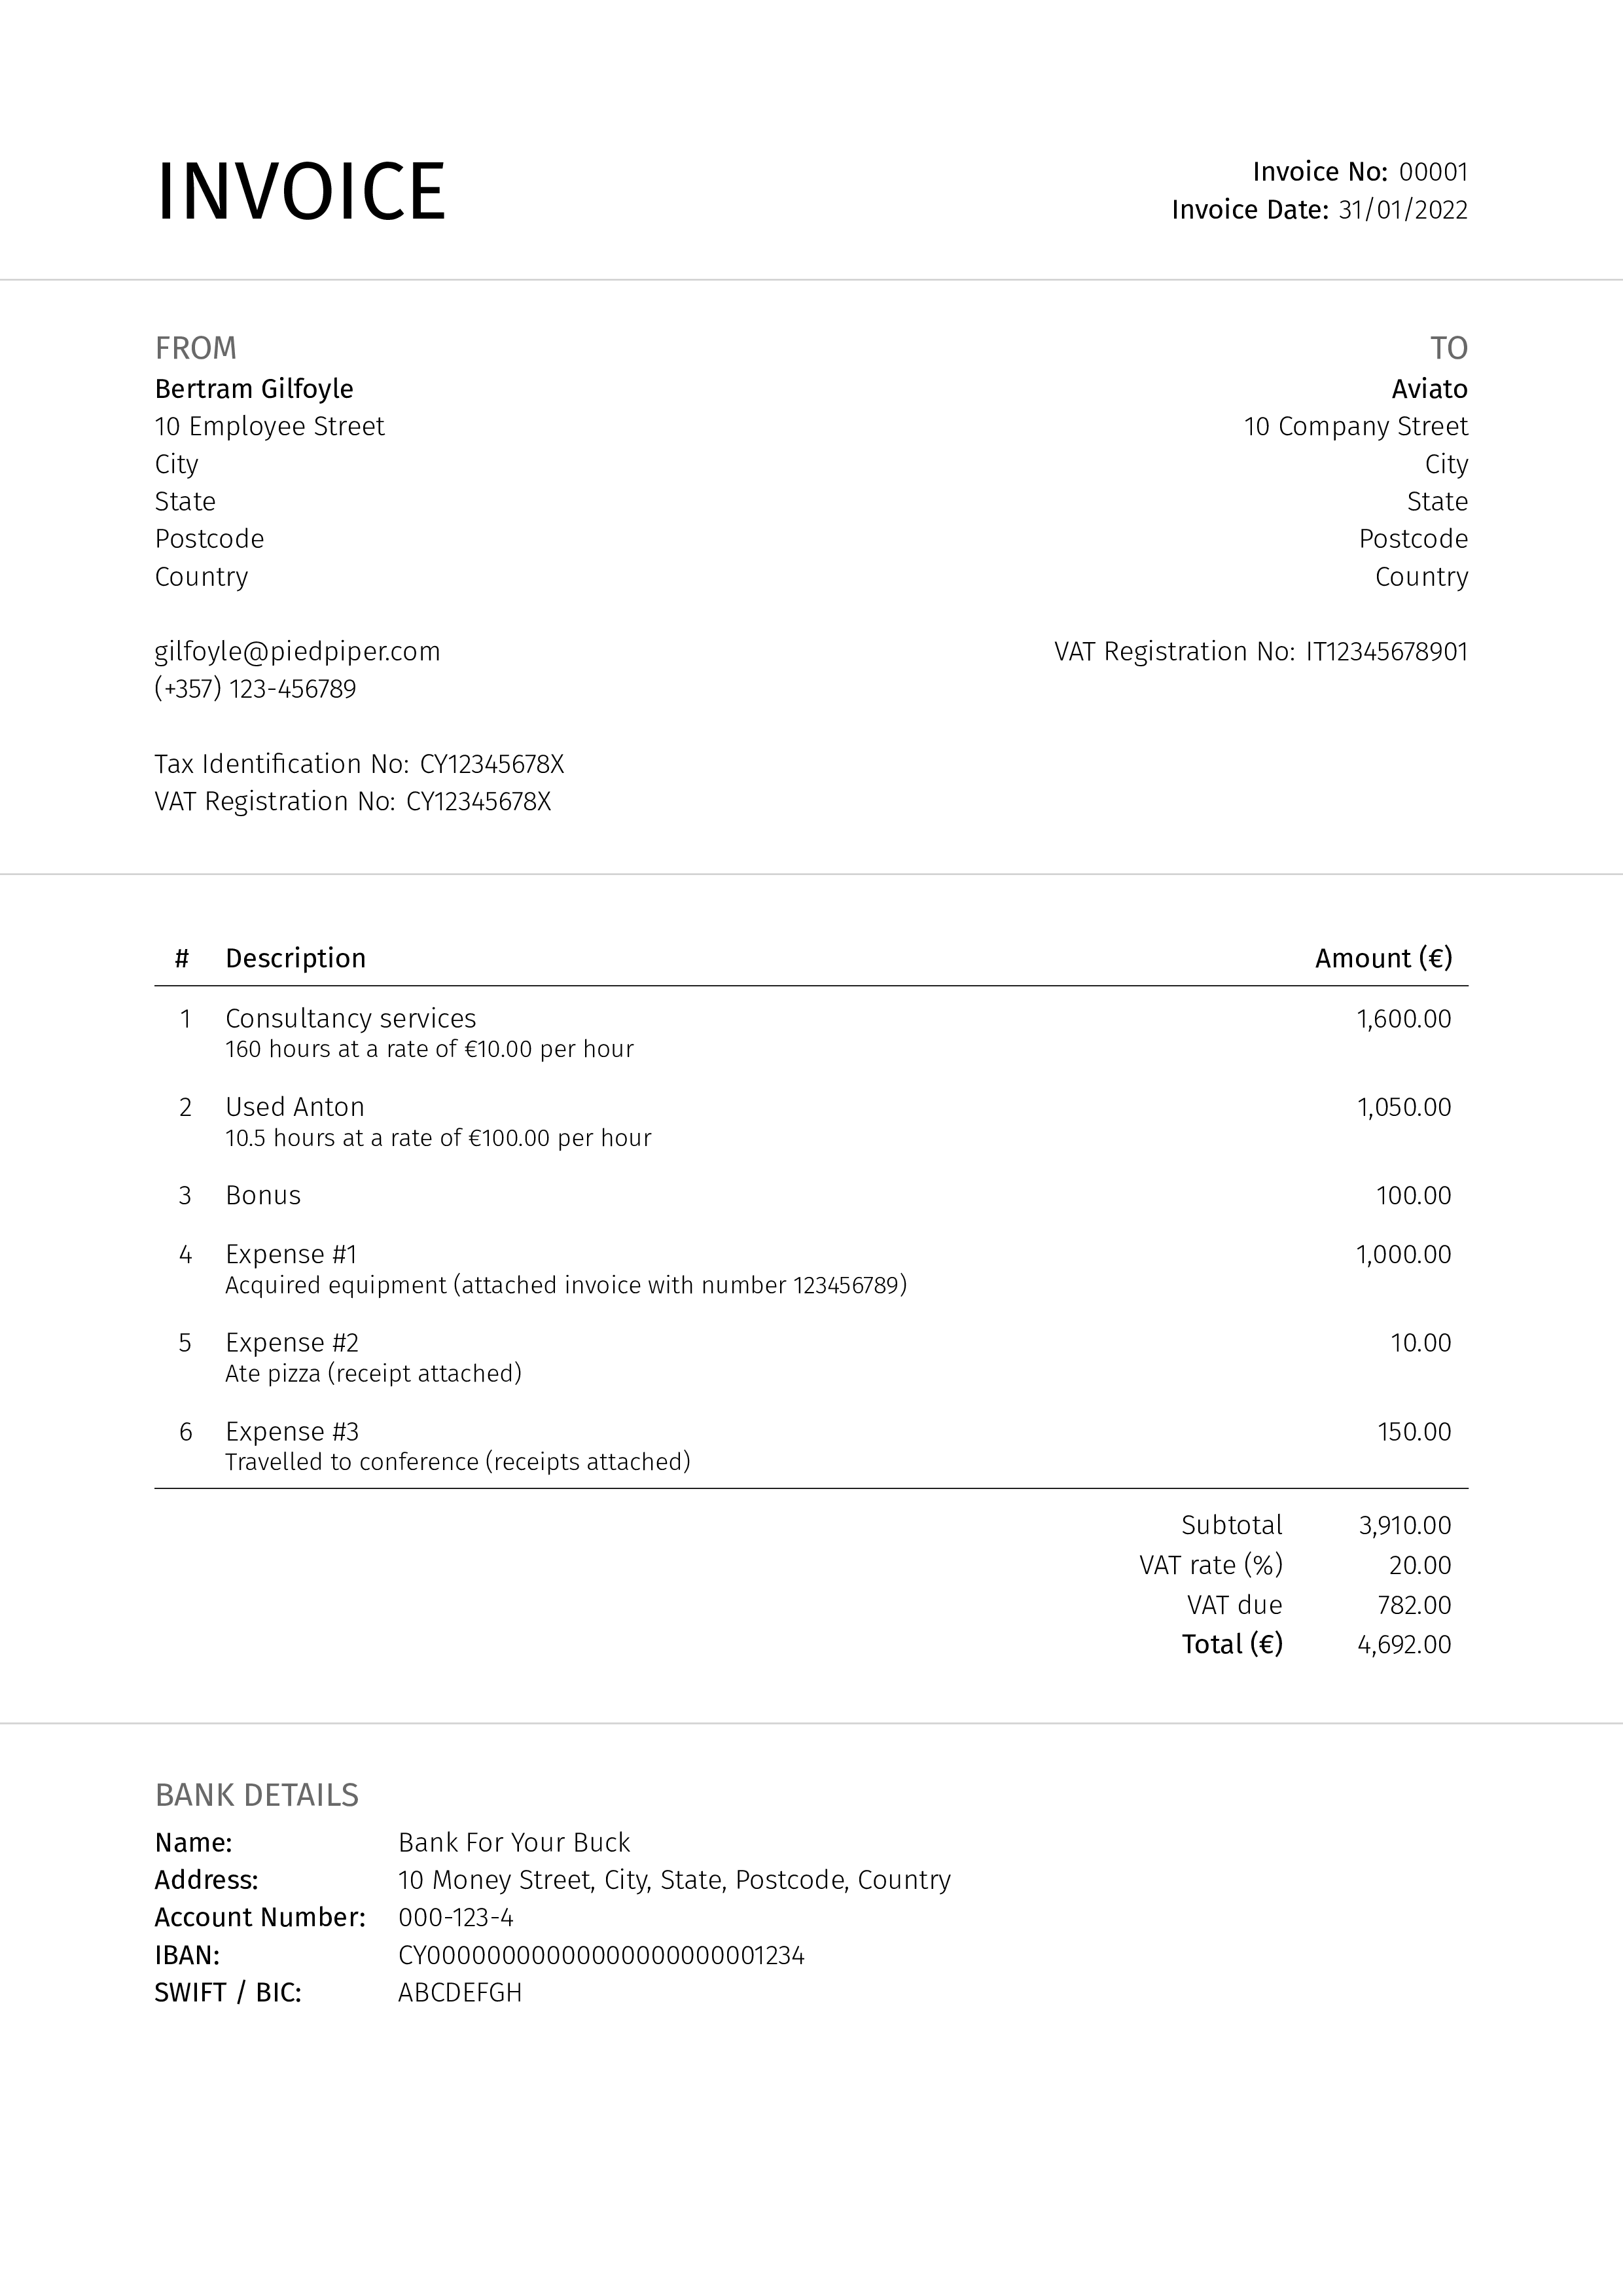 INVOICE
Invoice No: 00001
Invoice Date: 31/01/2022
FROM
Bertram Gilfoyle
10 Employee Street
City
State
Postcode
Country
gilfoyle@piedpiper.com
(+357) 123-456789
Tax Identification No: CY12345678X
VAT Registration No: CY12345678X
TO
Aviato
10 Company Street
City
State
Postcode
Country
VAT Registration No: IT12345678901
# Description Amount (€)
1 Consultancy services 1,600.00
160 hours at a rate of €10.00 per hour
2 Used Anton 1,050.00
10.5 hours at a rate of €100.00 per hour
3 Bonus 100.00
4 Expense #1 1,000.00
Acquired equipment (attached invoice with number 123456789)
5 Expense #2 10.00
Ate pizza (receipt attached)
6 Expense #3 150.00
Travelled to conference (receipts attached)
Subtotal 3,910.00
VAT rate (%) 20.00
VAT due 782.00
Total (€) 4,692.00
BANK DETAILS
Name: Bank For Your Buck
Address: 10 Money Street, City, State, Postcode, Country
Account Number: 000-123-4
IBAN: CY00000000000000000000001234
SWIFT / BIC: ABCDEFGH